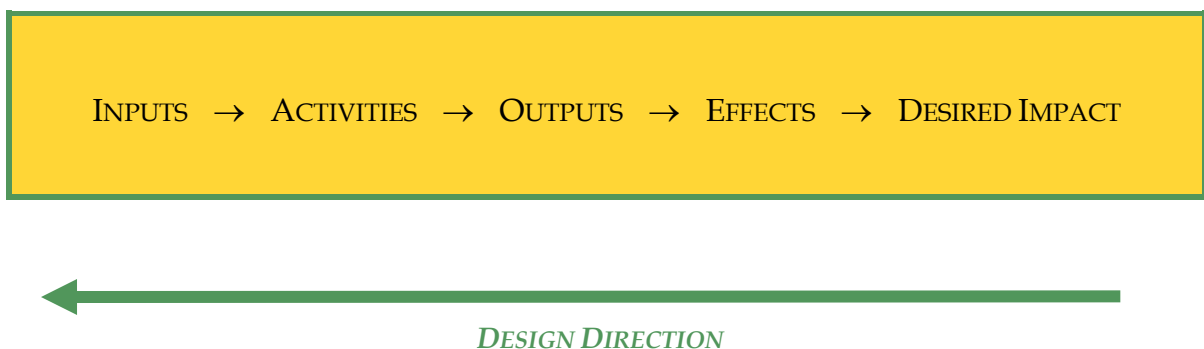 INPUTS → ACTIVITIES → OUTPUTS → EFFECTS → DESIRED IMPACT
DESIGN DIRECTION